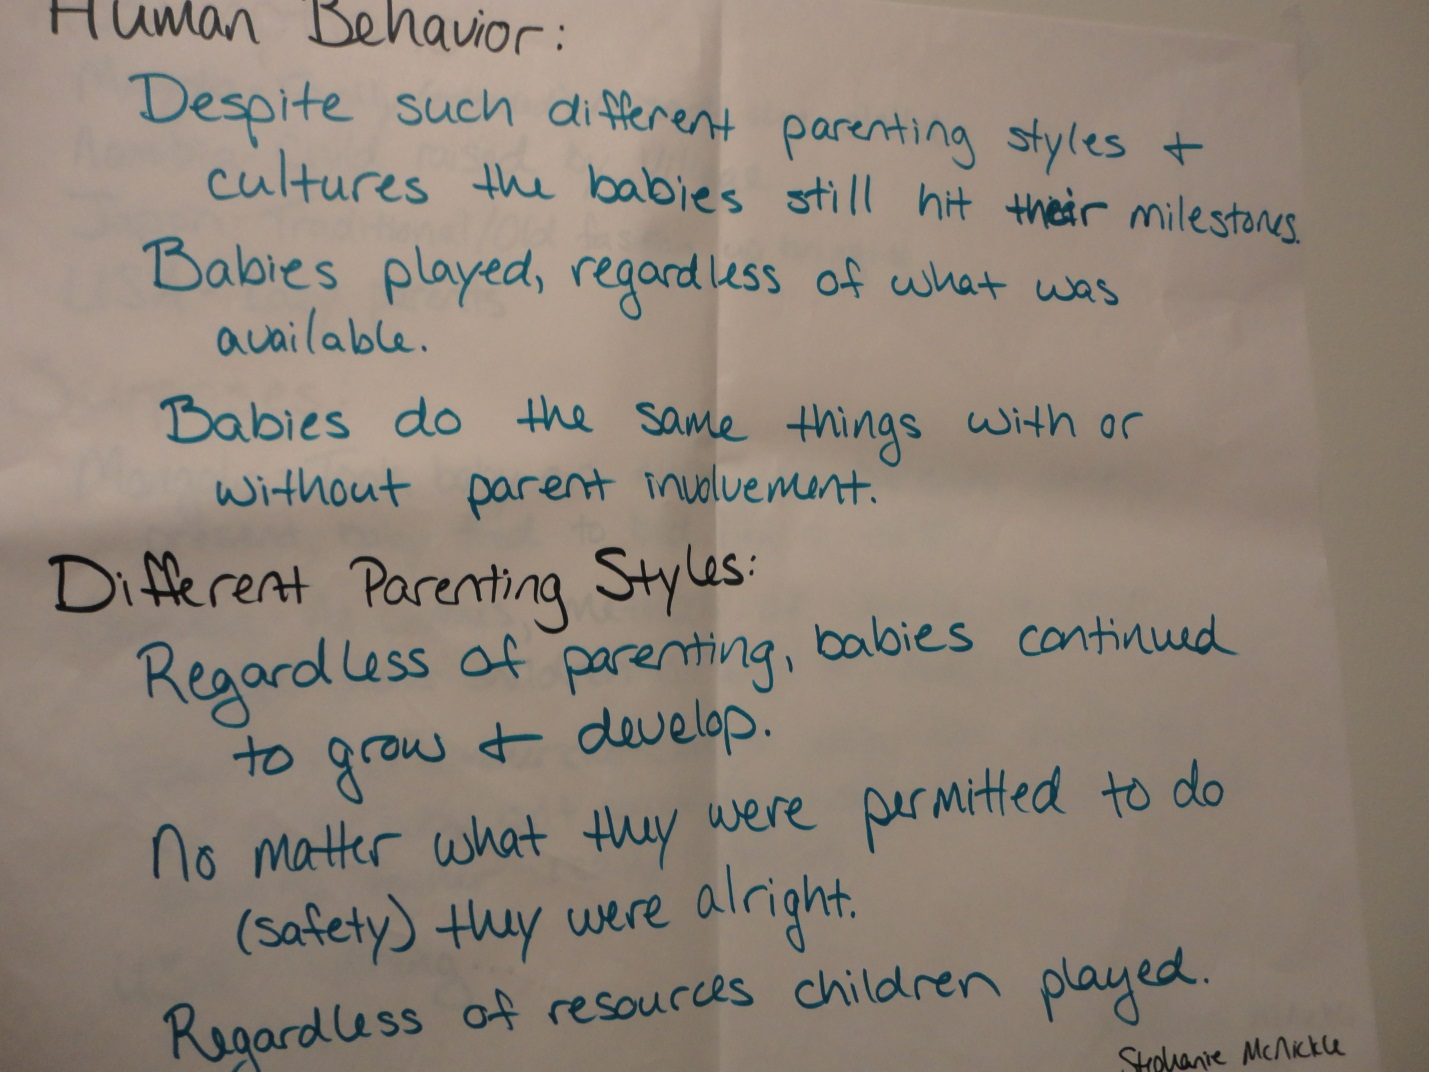 Human Behavior:
Despite such different parenting styles +
cultures the babies still hit their milestones.
Babies played, regardless of what was
available.
Babies do the same things with or
without parent involvement.
Different Parenting Styles:
Regardless of parenting, babies continued
to grow + develop.
No matter what they were permitted to do
(safety) they were alright.
Regardless of resources children played.
Stephanie McNickle